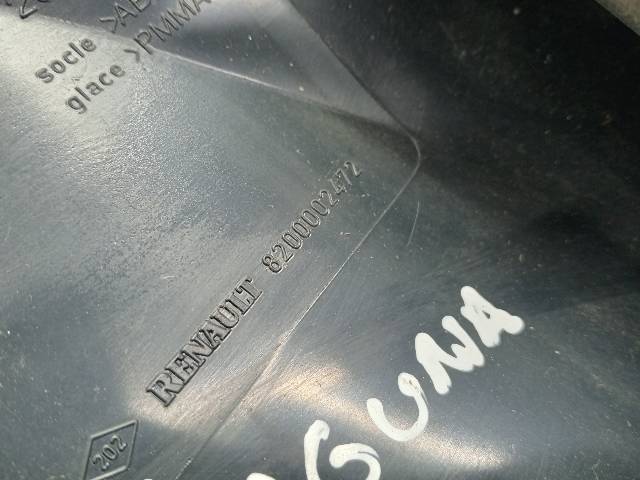 socle >AB
glace >PMMA
RENAULT 8200002472
202
GUNA